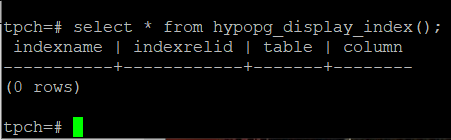 tpch=# select * from hypopg_display_index();
 indexname | indexrelid | table | column
-----------+------------+-------+--------
(0 rows)
tpch=#